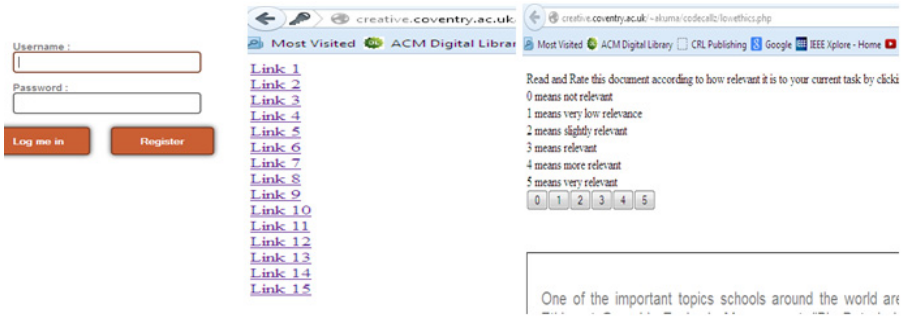 Username :
Password :
Log me in
Register
creative.coventry.ac.uk
Most Visited ACM Digital Librar
Link 1
Link 2
Link 3
Link 4
Link 5
Link 6
Link 7
Link 8
Link 9
Link 10
Link 11
Link 12
Link 13
Link 14
Link 15
creative.coventry.ac.uk/~akuma/codecallz/lowethics.php
Most Visited ACM Digital Library CRL Publishing Google IEEE Xplore - Home
Read and Rate this document according to how relevant it is to your current task by clicki
0 means not relevant
1 means very low relevance
2 means slightly relevant
3 means relevant
4 means more relevant
5 means very relevant
0 1 2 3 4 5
One of the important topics schools around the world are